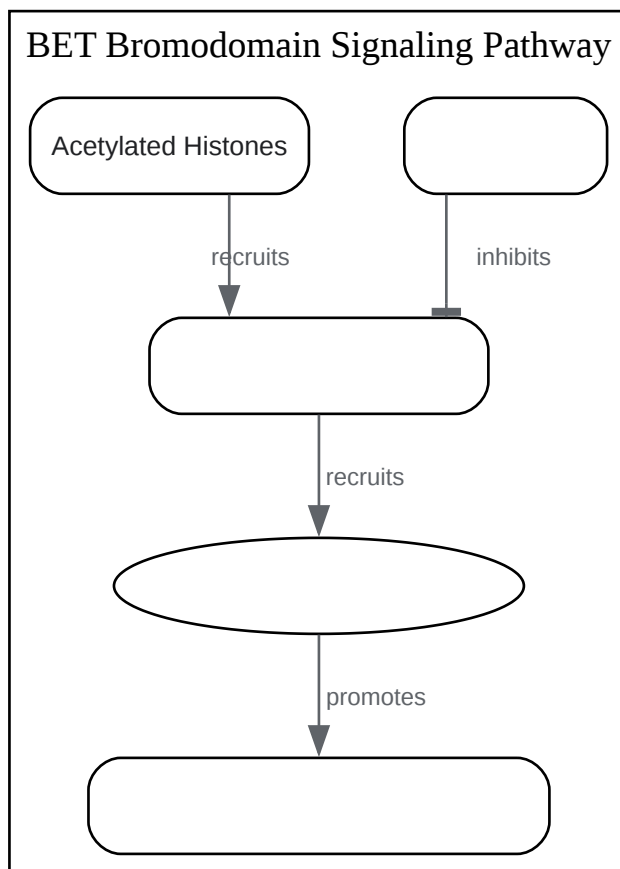 BET Bromodomain Signaling Pathway
Acetylated Histones
recruits
inhibits
recruits
promotes